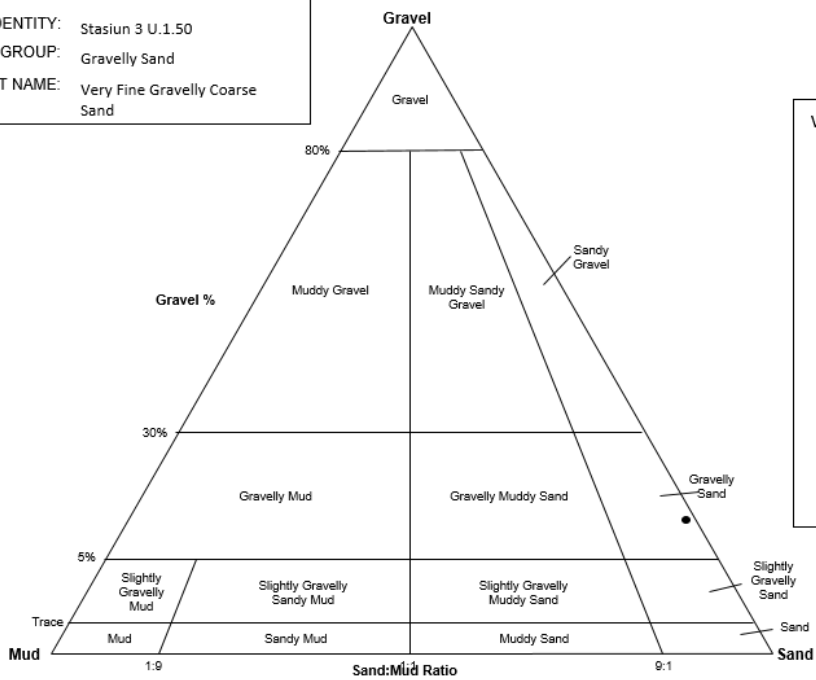 DENTITY: Stasiun 3 U.1.50
GROUP: Gravelly Sand
T NAME: Very Fine Gravelly Coarse
Sand
Gravel
Gravel
80%
Sandy
Gravel
Gravel %
Muddy Gravel
Muddy Sandy
Gravel
30%
Gravelly Mud
Gravelly Muddy Sand
Gravelly
Sand
5%
Slightly
Gravelly
Mud
Slightly Gravelly
Sandy Mud
Slightly Gravelly
Muddy Sand
Slightly
Gravelly
Sand
Trace
Mud
Sandy Mud
Muddy Sand
Sand
Mud
Sand
1:9
1:1
9:1
Sand:Mud Ratio